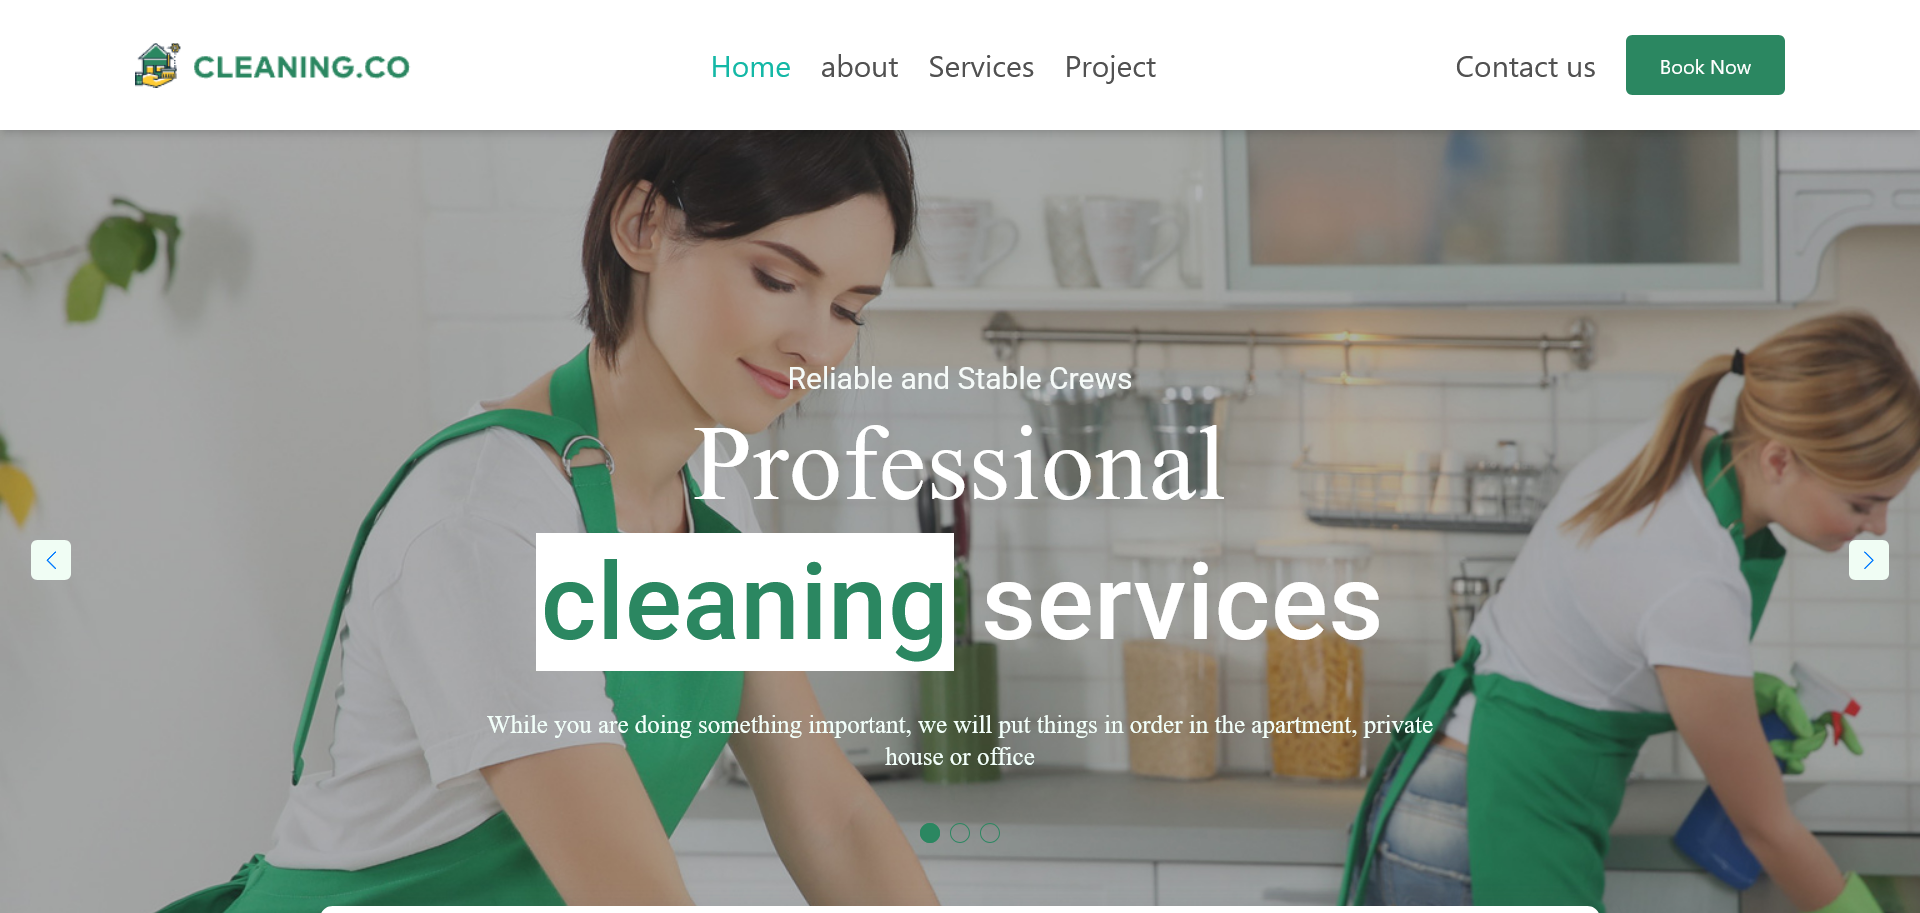 CLEANING.CO
Home about Services Project
Contact us
Book Now
Reliable and Stable Crews
Professional
cleaning services
While you are doing something important, we will put things in order in the apartment, private
house or office